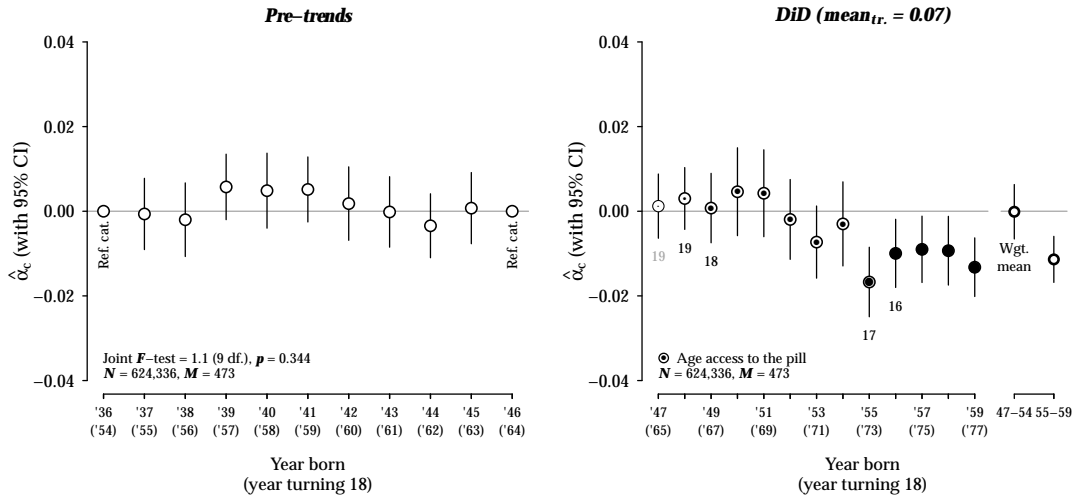 Pre−trends
0.04
0.02
0.00
−0.02
−0.04
α̂c (with 95% CI)
Ref. cat.
Ref. cat.
Joint F−test = 1.1 (9 df.), p = 0.344
N = 624,336, M = 473
'36 '37 '38 '39 '40 '41 '42 '43 '44 '45 '46
('54) ('55) ('56) ('57) ('58) ('59) ('60) ('61) ('62) ('63) ('64)
Year born
(year turning 18)
DiD (mean tr. = 0.07)
0.04
0.02
0.00
−0.02
−0.04
α̂c (with 95% CI)
19
19
18
17
16
Wgt.
mean
Age access to the pill
N = 624,336, M = 473
'47 '49 '51 '53 '55 '57 '59 47−54 55−59
('65) ('67) ('69) ('71) ('73) ('75) ('77)
Year born
(year turning 18)